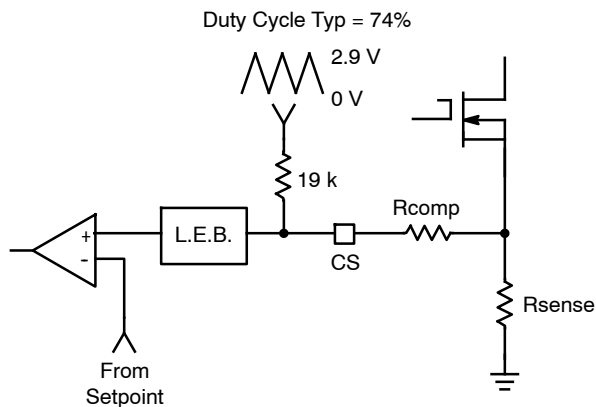 Duty Cycle Typ = 74%
2.9 V
0 V
19 k
Rcomp
L.E.B.
+
-
CS
Rsense
From
Setpoint